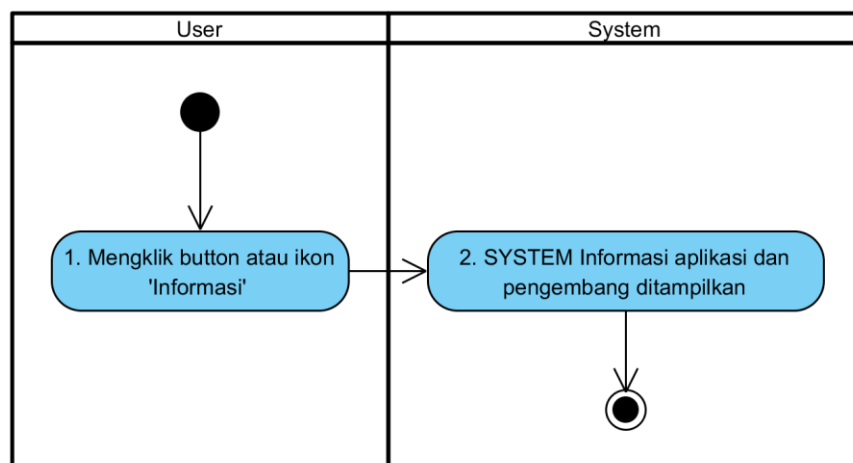 User
System
1. Mengklik button atau ikon
'Informasi'
2. SYSTEM Informasi aplikasi dan
pengembang ditampilkan